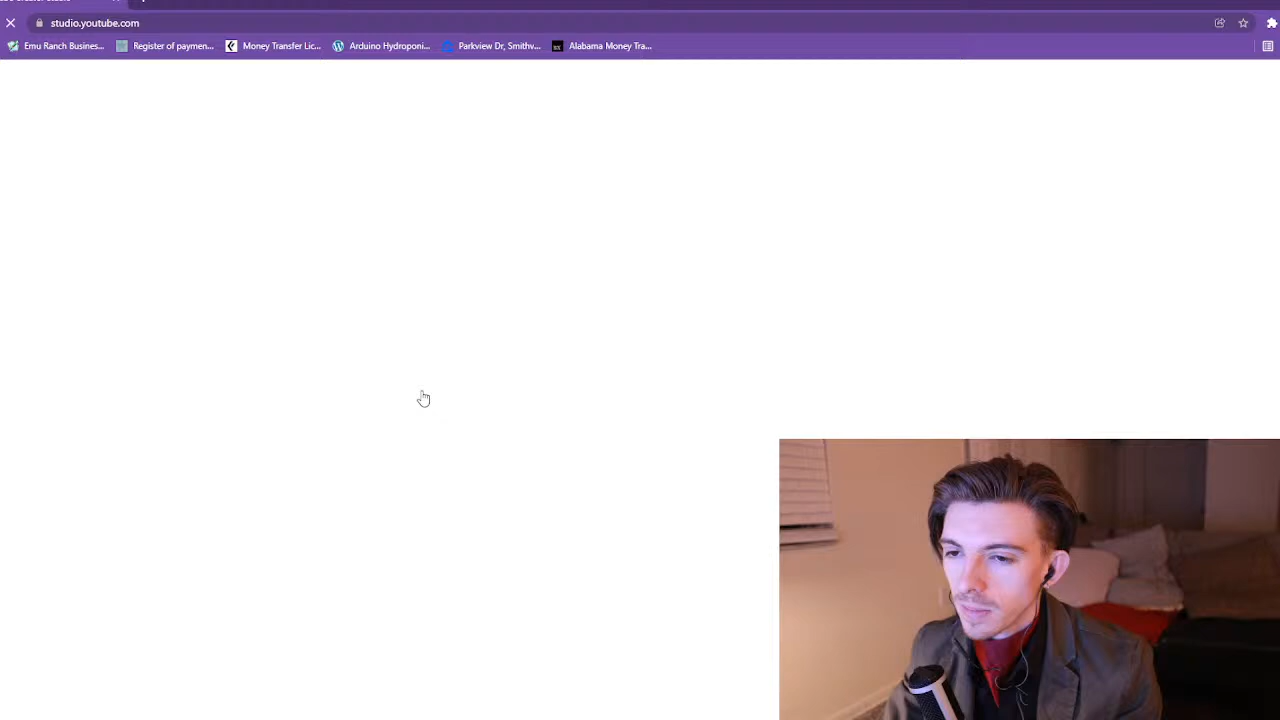 studio.youtube.com
Emu Ranch Busines... Register of paymen... Money Transfer Lic... Arduino Hydroponi... Parkview Dr, Smithv... Alabama Money Tra...